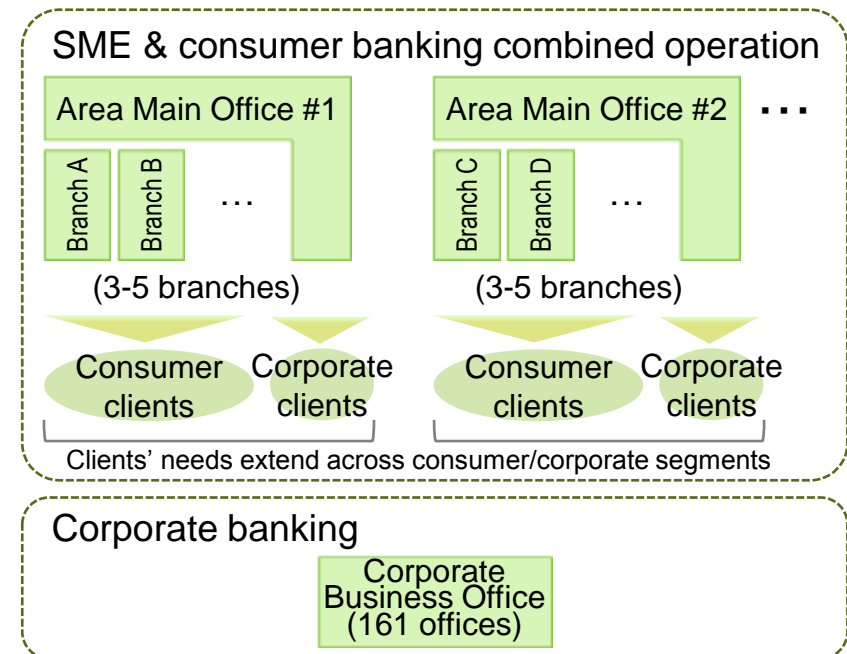 SME & consumer banking combined operation
Area Main Office #1
Area Main Office #2
...
Branch A
Branch B
...
Branch C
Branch D
...
(3-5 branches)
(3-5 branches)
Consumer
clients
Corporate
clients
Consumer
clients
Corporate
clients
Clients' needs extend across consumer/corporate segments
Corporate banking
Corporate
Business Office
(161 offices)